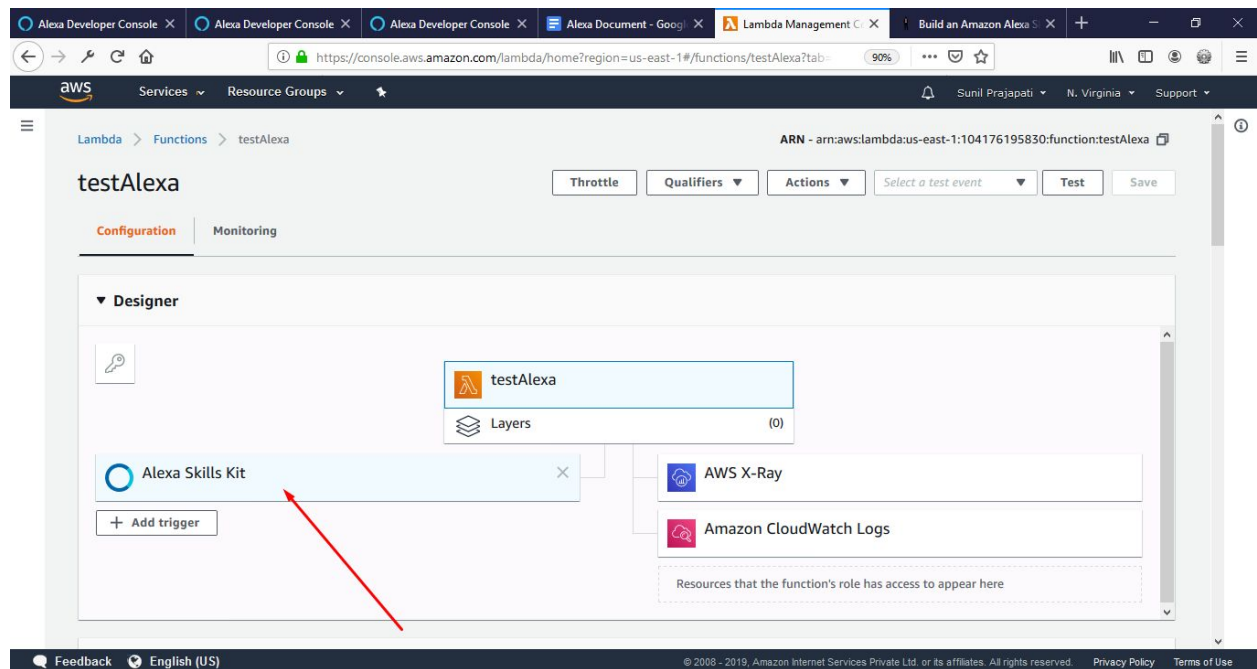 Alexa Developer Console Alexa Developer Console Alexa Developer Console Alexa Document - Googl Lambda Management C Build an Amazon Alexa S
https://console.aws.amazon.com/lambda/home?region=us-east-1#/functions/testAlexa?tab= 90%
aws Services Resource Groups Sunil Prajapati N. Virginia Support
Lambda > Functions > testAlexa ARN - arn:aws:lambda:us-east-1:104176195830:function:testAlexa
testAlexa Throttle Qualifiers Actions Select a test event Test Save
Configuration Monitoring
Designer
testAlexa
Layers (0)
Alexa Skills Kit AWS X-Ray
+ Add trigger
Amazon CloudWatch Logs
Resources that the function's role has access to appear here
Feedback English (US) © 2008 - 2019, Amazon Internet Services Private Ltd. or its affiliates. All rights reserved. Privacy Policy Terms of Use